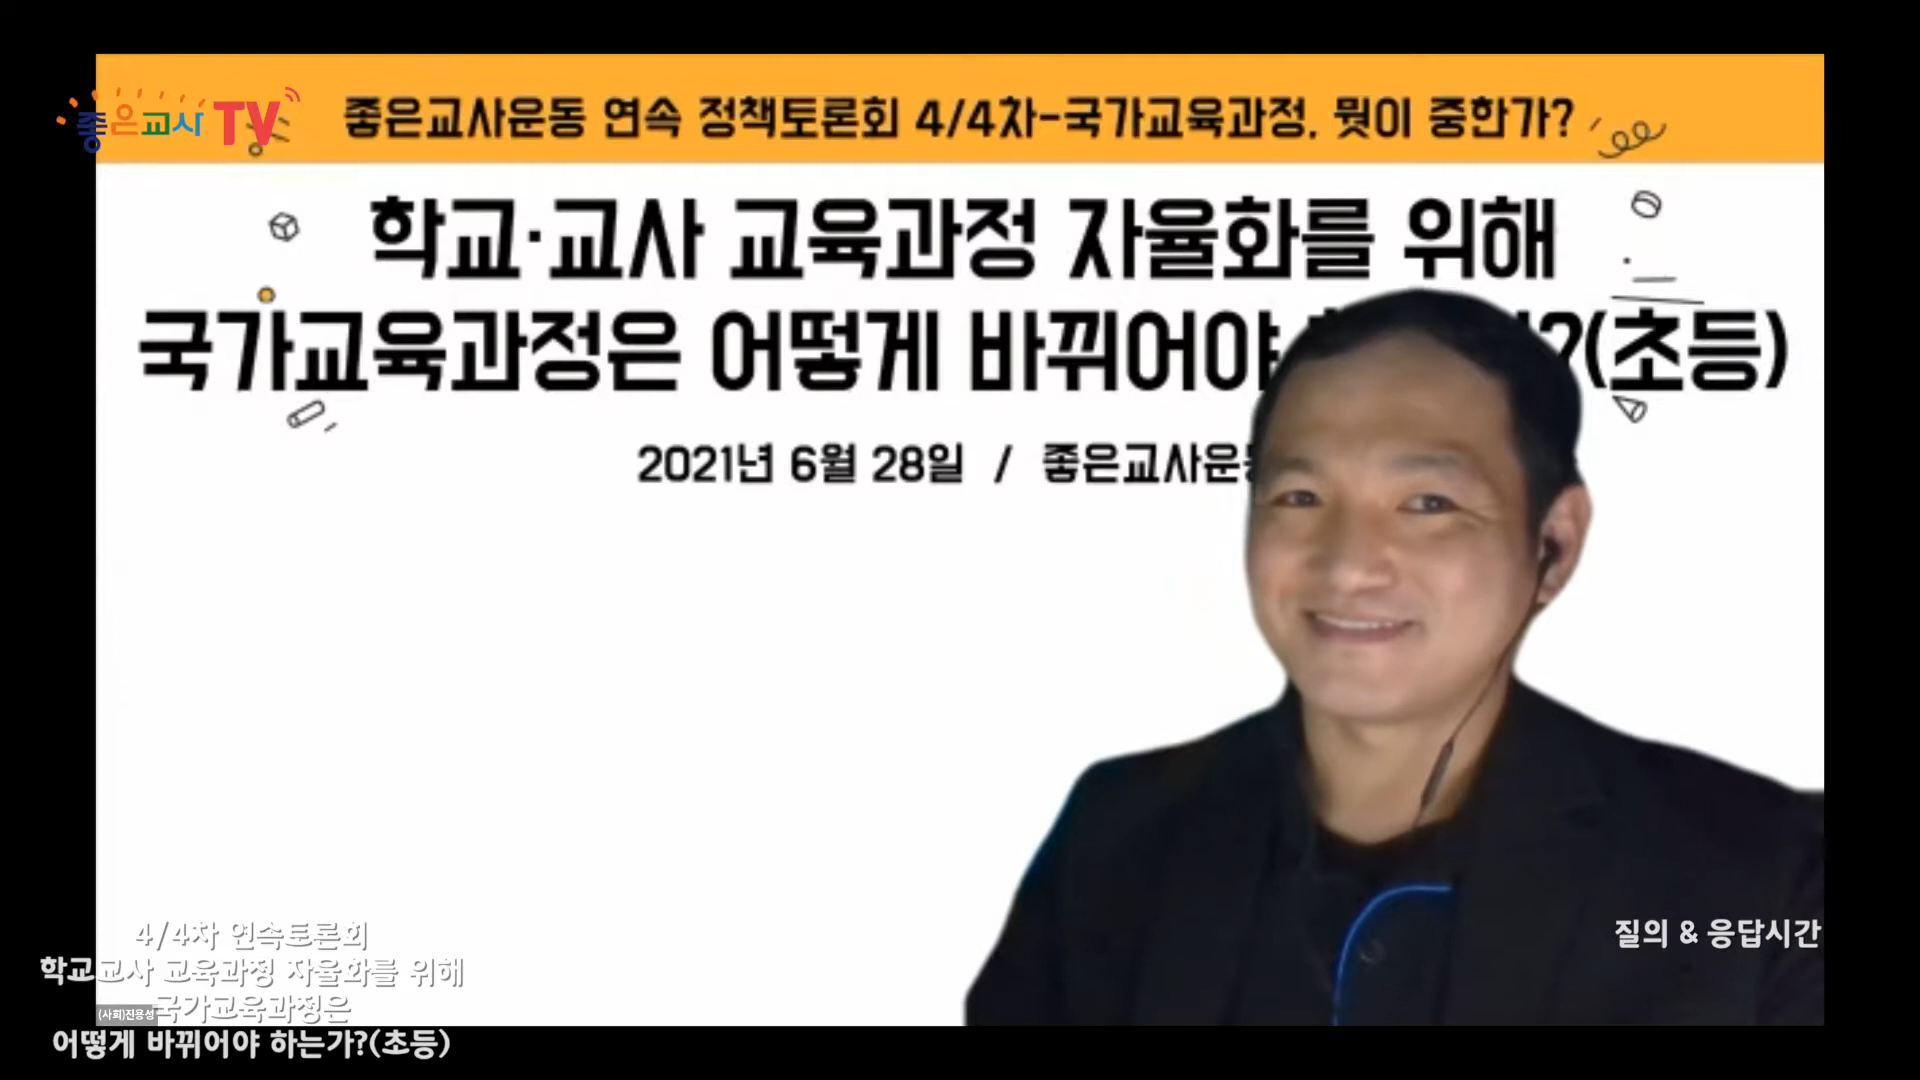 좋은교사 TV
좋은교사운동 연속 정책토론회 4/4차-국가교육과정, 뭣이 중한가?
학교·교사 교육과정 자율화를 위해
국가교육과정은 어떻게 바뀌어야 ?(초등)
2021년 6월 28일 / 좋은교사운동
4/4차 연속토론회
학교교사 교육과정 자율화를 위해
국가교육과정은
어떻게 바뀌어야 하는가?(초등)
(사회)진용성
질의 & 응답시간